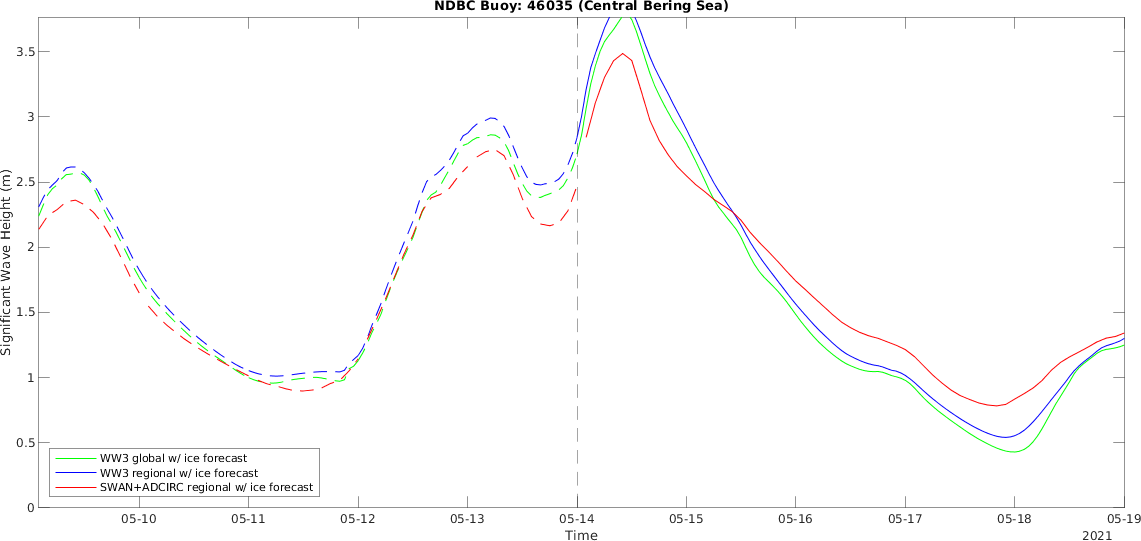 NDBC Buoy: 46035 (Central Bering Sea)
Significant Wave Height (m)
3.5
3
2.5
2
1.5
1
0.5
0
WW3 global w/ ice forecast
WW3 regional w/ ice forecast
SWAN+ADCIRC regional w/ ice forecast
05-10 05-11 05-12 05-13 05-14 05-15 05-16 05-17 05-18 05-19
Time
2021